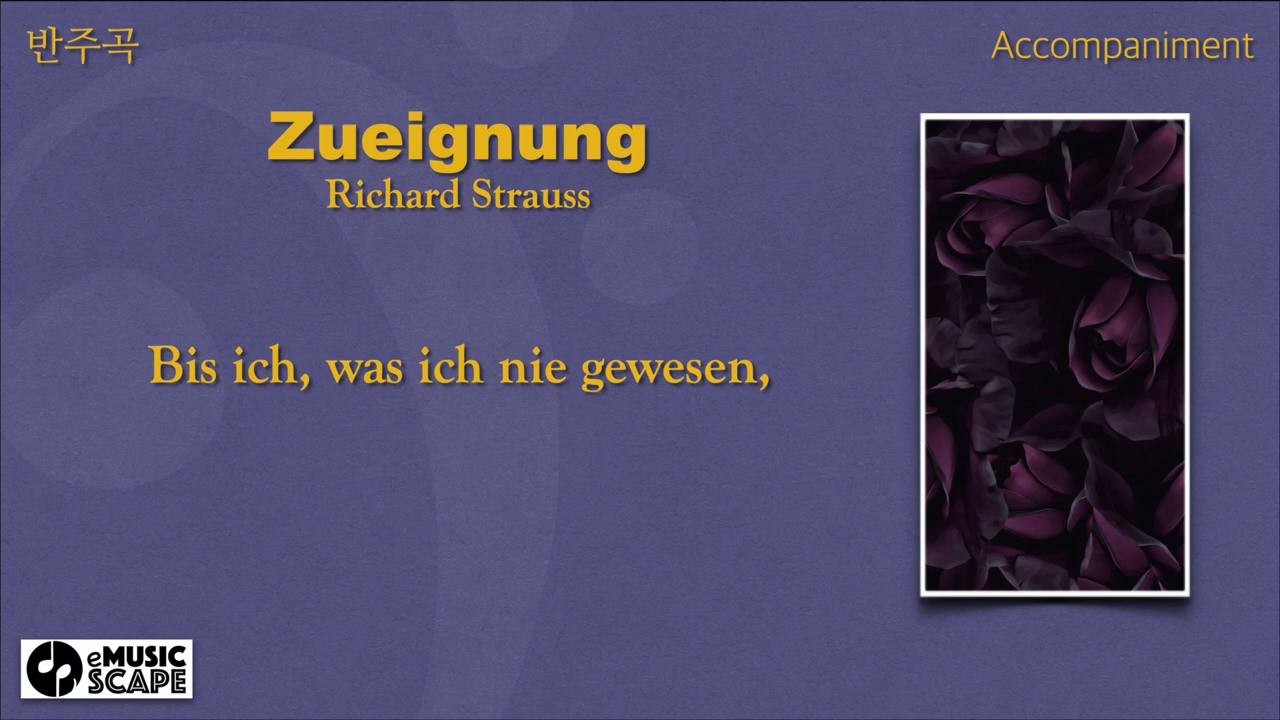 반주곡
Accompaniment
Zueignung
Richard Strauss
Bis ich, was ich nie gewesen,
eMUSIC
SCAPE